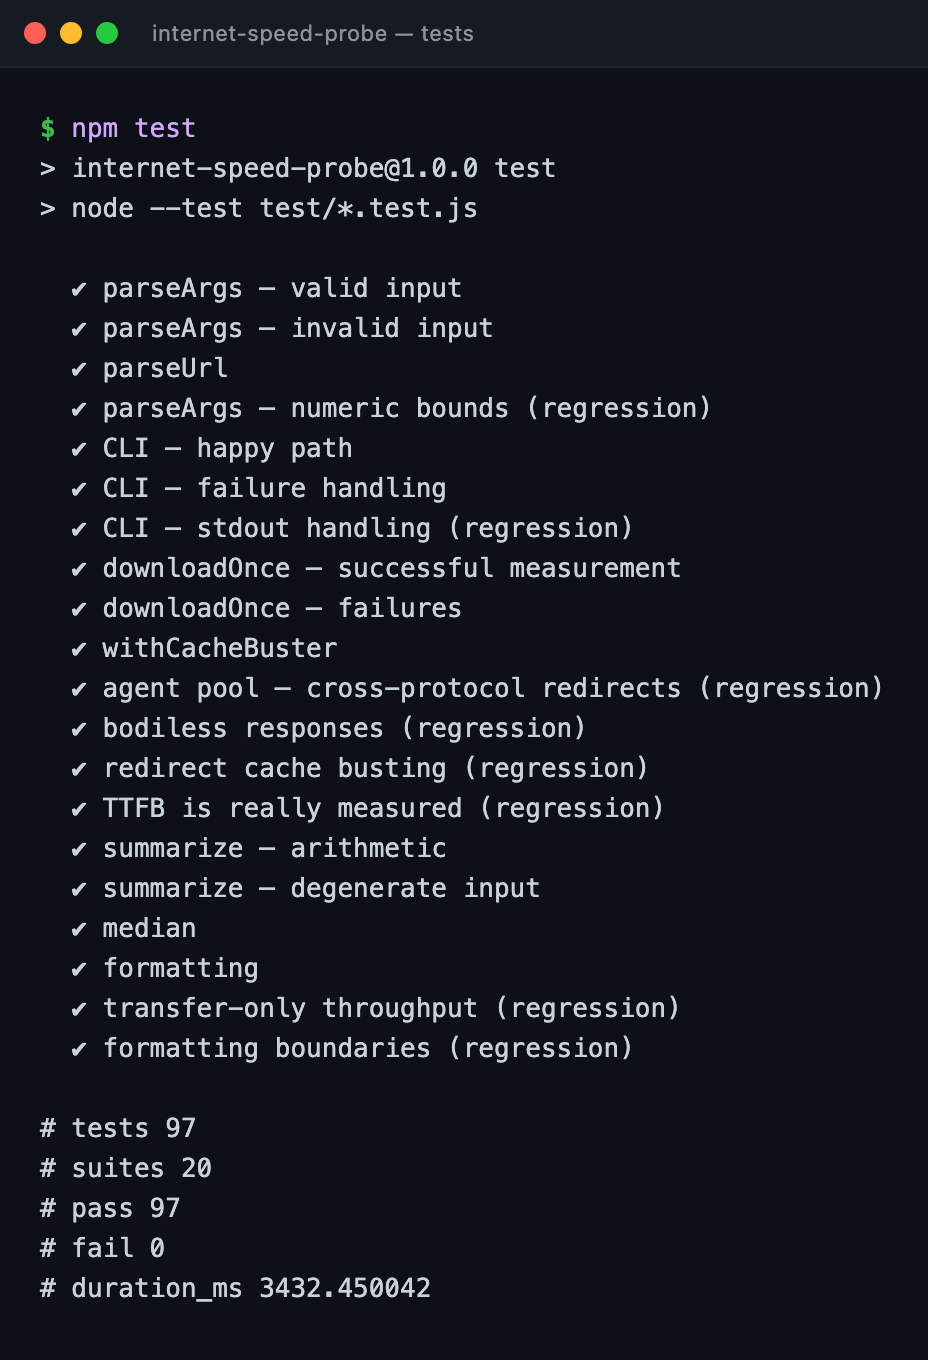 internet-speed-probe — tests
$ npm test
> internet-speed-probe@1.0.0 test
> node --test test/*.test.js
✔ parseArgs — valid input
✔ parseArgs — invalid input
✔ parseUrl
✔ parseArgs — numeric bounds (regression)
✔ CLI — happy path
✔ CLI — failure handling
✔ CLI — stdout handling (regression)
✔ downloadOnce — successful measurement
✔ downloadOnce — failures
✔ withCacheBuster
✔ agent pool — cross-protocol redirects (regression)
✔ bodiless responses (regression)
✔ redirect cache busting (regression)
✔ TTFB is really measured (regression)
✔ summarize — arithmetic
✔ summarize — degenerate input
✔ median
✔ formatting
✔ transfer-only throughput (regression)
✔ formatting boundaries (regression)
# tests 97
# suites 20
# pass 97
# fail 0
# duration_ms 3432.450042